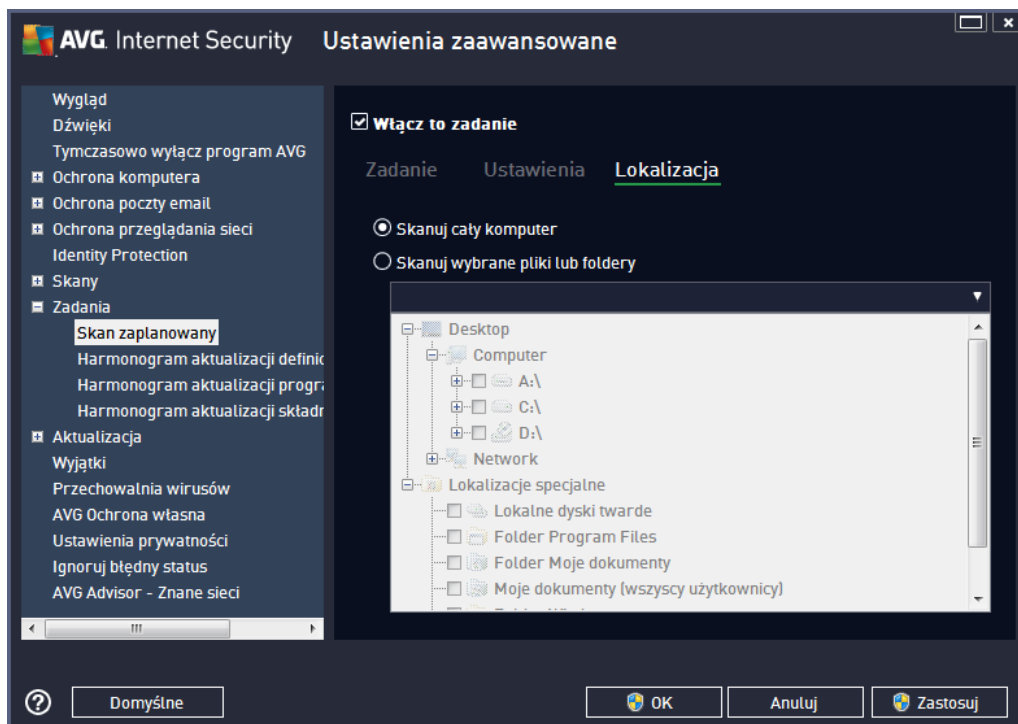 AVG. Internet Security Ustawienia zaawansowane
Wygląd
Dźwięki
Tymczasowo wyłącz program AVG
Ochrona komputera
Ochrona poczty email
Ochrona przeglądania sieci
Identity Protection
Skany
Zadania
Skan zaplanowany
Harmonogram aktualizacji definic
Harmonogram aktualizacji progra
Harmonogram aktualizacji składr
Aktualizacja
Wyjątki
Przechowalnia wirusów
AVG Ochrona własna
Ustawienia prywatności
Ignoruj błędny status
AVG Advisor - Znane sieci
Włącz to zadanie
Zadanie Ustawienia Lokalizacja
Skanuj cały komputer
Skanuj wybrane pliki lub foldery
Desktop
Computer
A:\
C:\
D:\
Network
Lokalizacje specjalne
Lokalne dyski twarde
Folder Program Files
Folder Moje dokumenty
Moje dokumenty (wszyscy użytkownicy)
Domyślne OK Anuluj Zastosuj